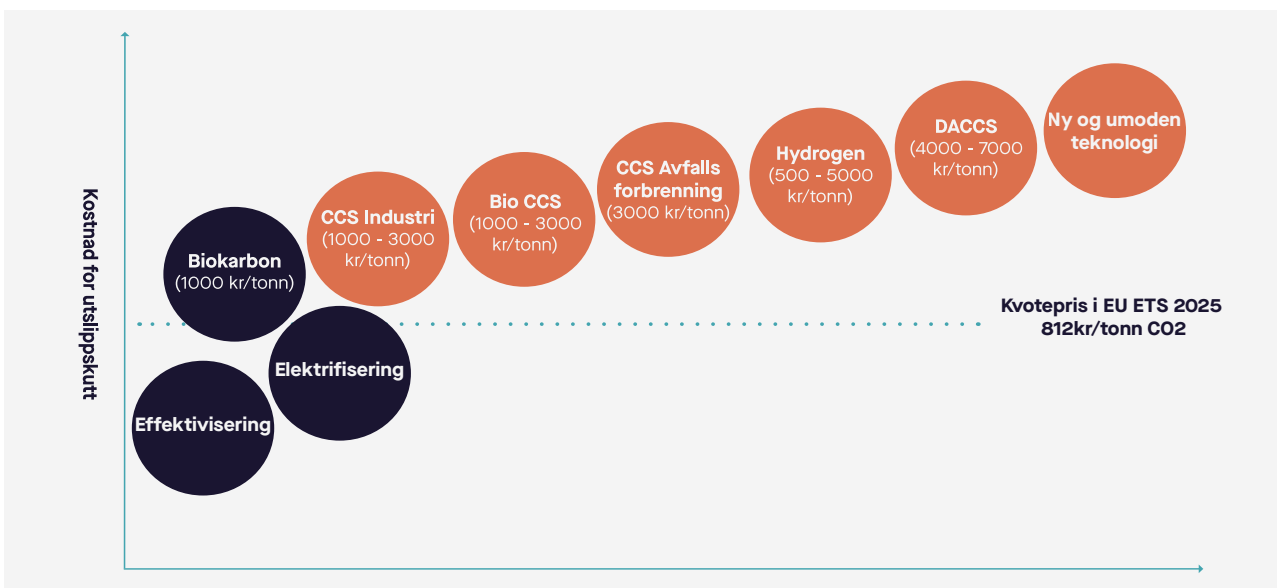 Kostnad for utslippskutt
Effektivisering
Biokarbon
(1000 kr/tonn)
Elektrifisering
CCS Industri
(1000 - 3000
kr/tonn)
Bio CCS
(1000 - 3000
kr/tonn)
CCS Avfalls
forbrenning
(3000 kr/tonn)
Hydrogen
(500 - 5000
kr/tonn)
DACCS
(4000 - 7000
kr/tonn)
Ny og umoden
teknologi
Kvotepris i EU ETS 2025
812kr/tonn CO2